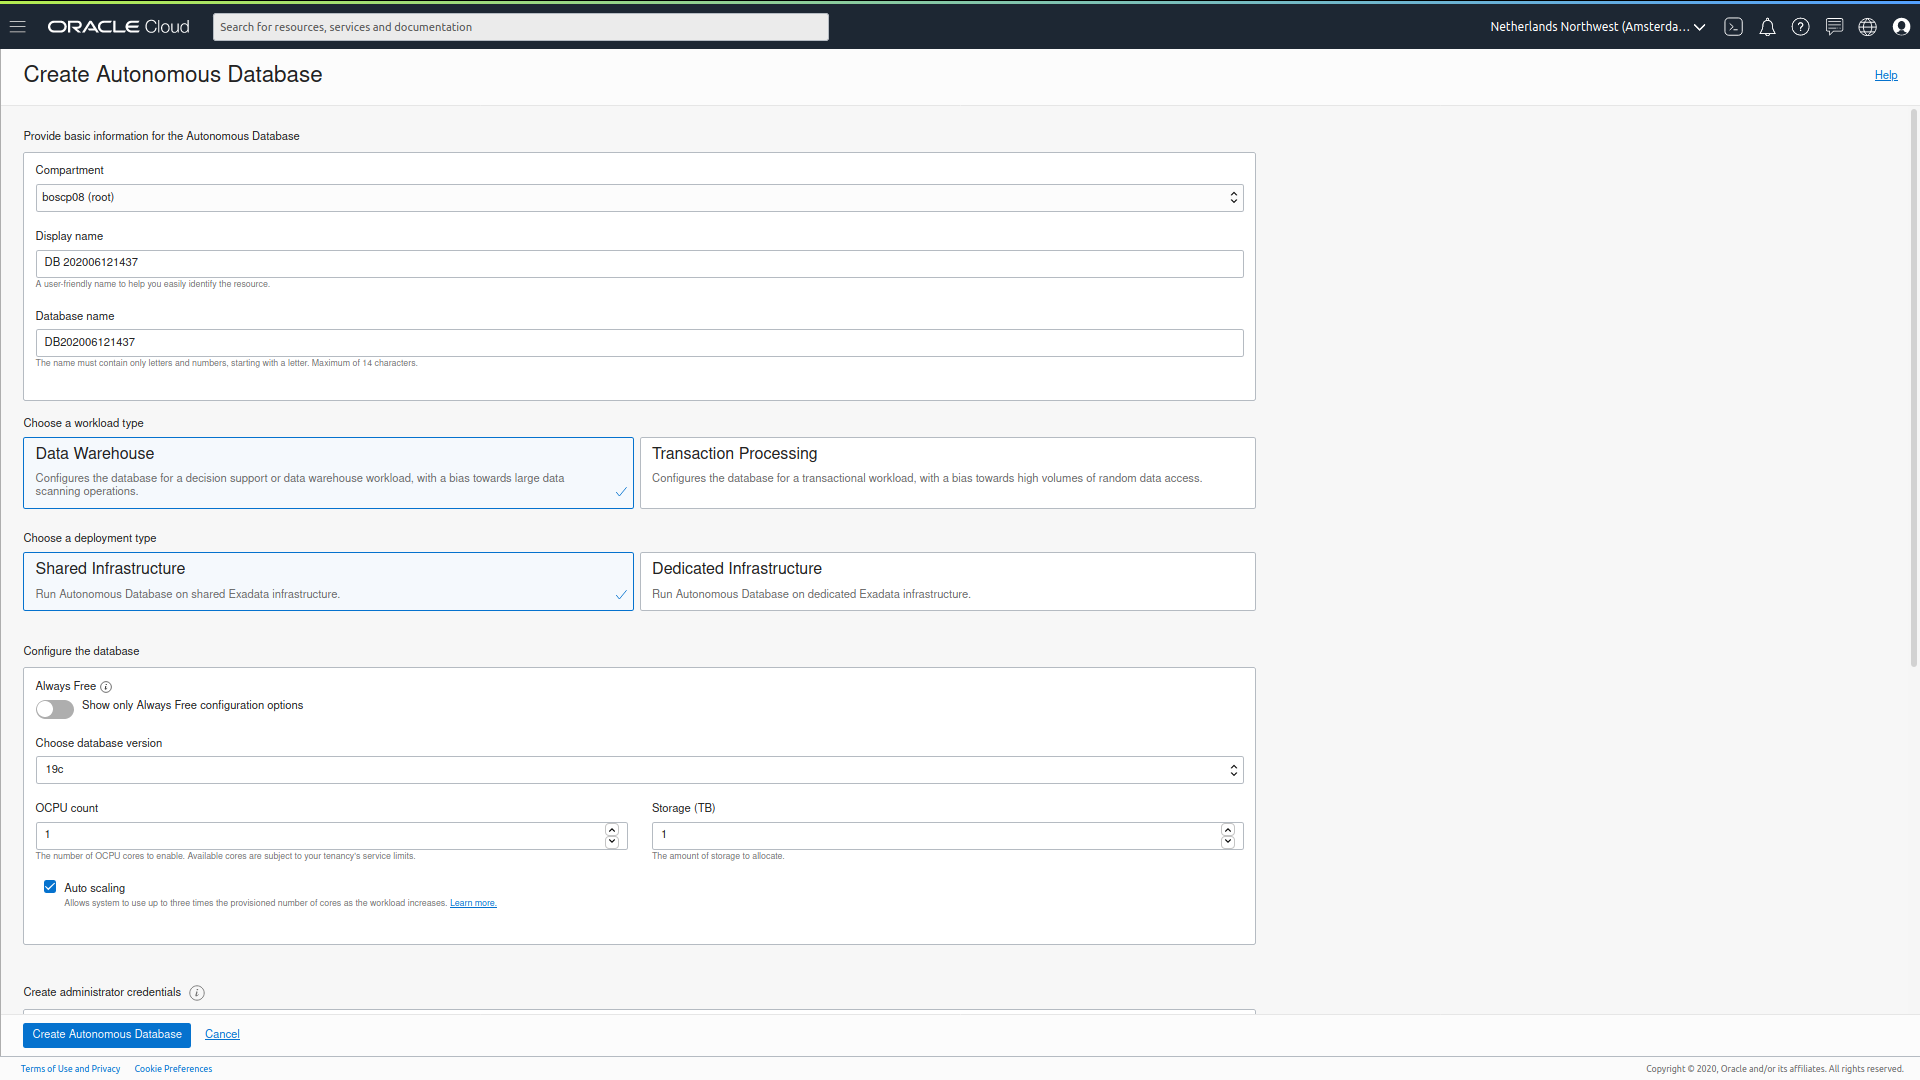 ORACLE Cloud
Search for resources, services and documentation
Netherlands Northwest (Amsterda...
Create Autonomous Database
Help
Provide basic information for the Autonomous Database
Compartment
boscp08 (root)
Display name
DB 202006121437
A user-friendly name to help you easily identify the resource.
Database name
DB202006121437
The name must contain only letters and numbers, starting with a letter. Maximum of 14 characters.
Choose a workload type
Data Warehouse
Configures the database for a decision support or data warehouse workload, with a bias towards large data
scanning operations.
Transaction Processing
Configures the database for a transactional workload, with a bias towards high volumes of random data access.
Choose a deployment type
Shared Infrastructure
Run Autonomous Database on shared Exadata infrastructure.
Dedicated Infrastructure
Run Autonomous Database on dedicated Exadata infrastructure.
Configure the database
Always Free
Show only Always Free configuration options
Choose database version
19c
OCPU count
1
The number of OCPU cores to enable. Available cores are subject to your tenancy's service limits.
Storage (TB)
1
The amount of storage to allocate.
Auto scaling
Allows system to use up to three times the provisioned number of cores as the workload increases. Learn more.
Create administrator credentials
Create Autonomous Database
Cancel
Terms of Use and Privacy
Cookie Preferences
Copyright © 2020, Oracle and/or its affiliates. All rights reserved.